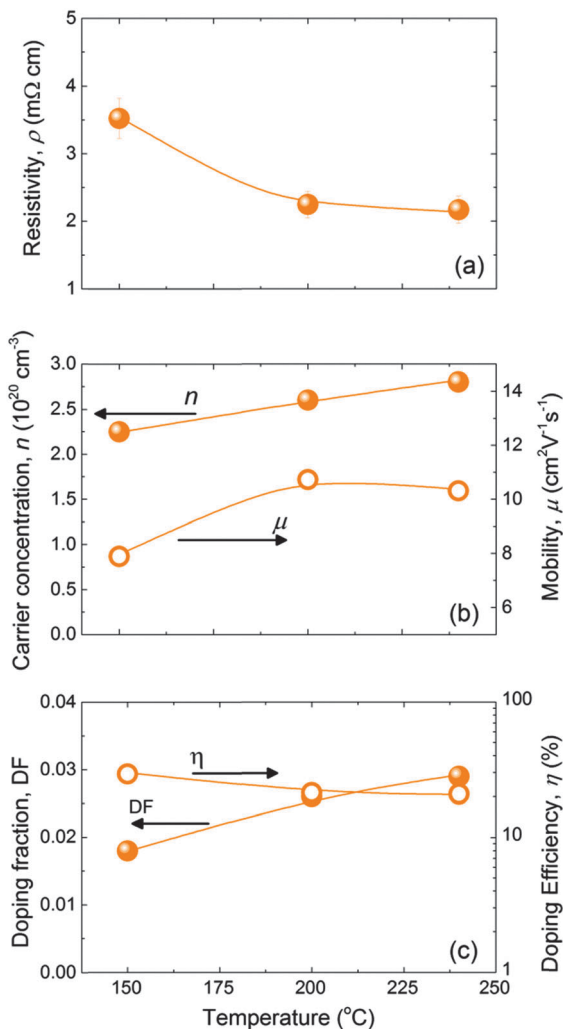 5
4
3
2
1
Resistivity, ρ (mΩ cm)
(a)
3.0
2.5
2.0
1.5
1.0
0.5
0.0
Carrier concentration, n (10²⁰ cm⁻³)
n
μ
14
12
10
8
6
Mobility, μ (cm²V⁻¹s⁻¹)
(b)
0.04
0.03
0.02
0.01
0.00
Doping fraction, DF
η
DF
100
10
1
Doping Efficiency, η (%)
(c)
150 175 200 225 250
Temperature (°C)